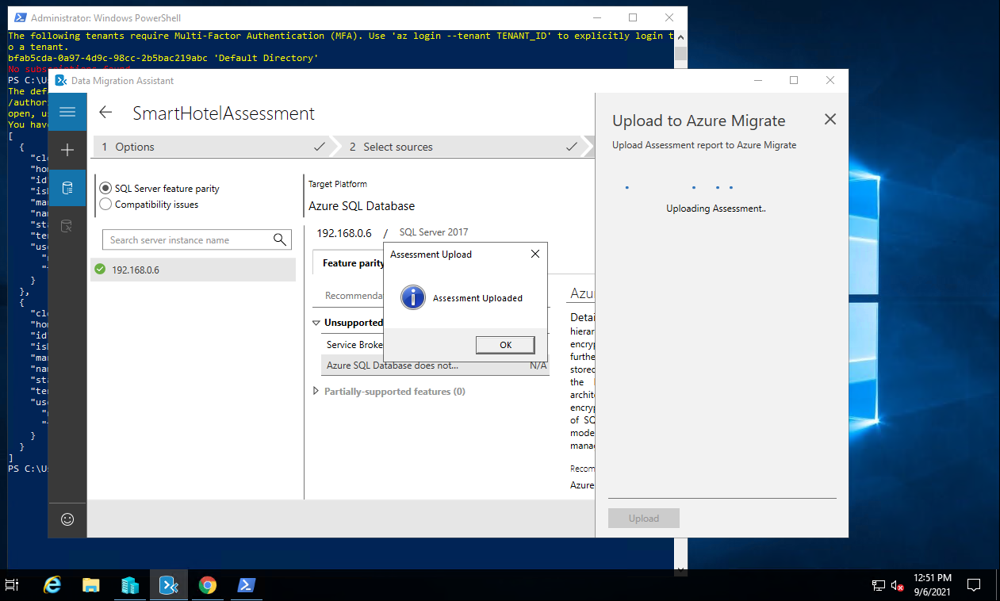 Administrator: Windows PowerShell
The following tenants require Multi-Factor Authentication (MFA). Use 'az login --tenant TENANT_ID' to explicitly login t
o a tenant.
bfab5cda-0a97-4d9c-98cc-2b5bac219abc 'Default Directory'
No subscriptions found
PS C:\U
The def
/author
open, u
You have
[
{
"cl
"ho
"id
"is
"ma
"na
"st
"te
"us
"
"
}
},
{
"cl
"ho
"id
"is
"ma
"na
"st
"te
"us
"
"
}
}
]
PS C:\U
Data Migration Assistant
SmartHotelAssessment
1 Options
2 Select sources
SQL Server feature parity
Compatibility issues
Search server instance name
192.168.0.6
Target Platform
Azure SQL Database
192.168.0.6 / SQL Server 2017
Feature parity
Recommenda
Unsupported
Service Broke
Azure SQL Database does not... N/A
Partially-supported features (0)
Azu
Detai
hierar
encryp
furthe
stored
the
archite
encryp
of SQ
mode
manag
Recom
Azure
Assessment Upload
Assessment Uploaded
OK
Upload to Azure Migrate
Upload Assessment report to Azure Migrate
Uploading Assessment..
Upload
12:51 PM
9/6/2021